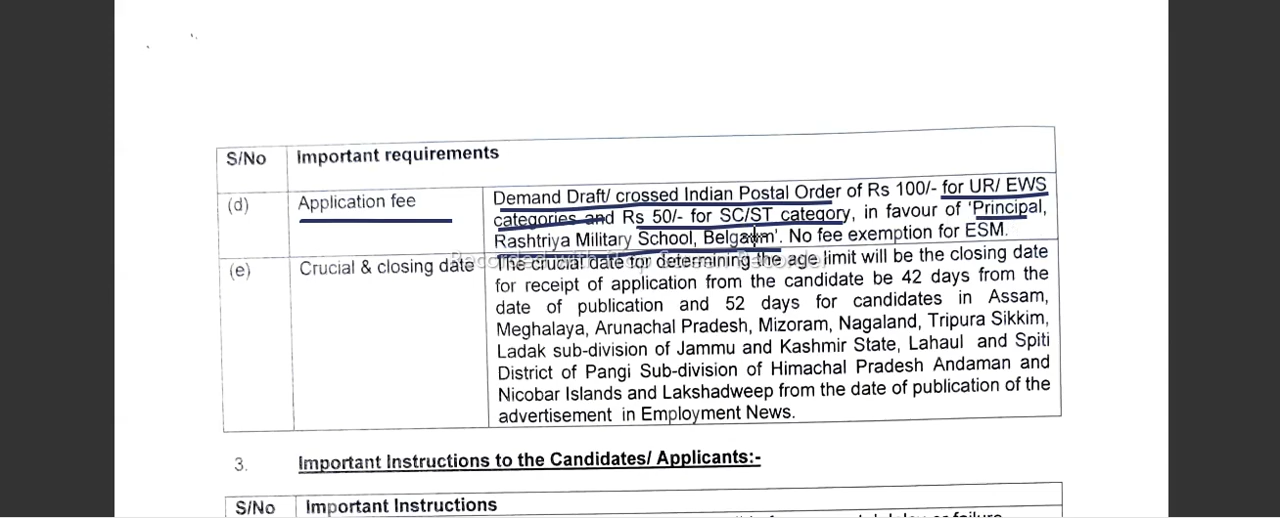 S/No Important requirements
(d) Application fee Demand Draft/ crossed Indian Postal Order of Rs 100/- for UR/ EWS
categories and Rs 50/- for SC/ST category, in favour of 'Principal,
Rashtriya Military School, Belgaum'. No fee exemption for ESM.
(e) Crucial & closing date The crucial date for determining the age limit will be the closing date
for receipt of application from the candidate be 42 days from the
date of publication and 52 days for candidates in Assam,
Meghalaya, Arunachal Pradesh, Mizoram, Nagaland, Tripura Sikkim,
Ladak sub-division of Jammu and Kashmir State, Lahaul and Spiti
District of Pangi Sub-division of Himachal Pradesh Andaman and
Nicobar Islands and Lakshadweep from the date of publication of the
advertisement in Employment News.
3. Important Instructions to the Candidates/ Applicants:-
S/No Important Instructions